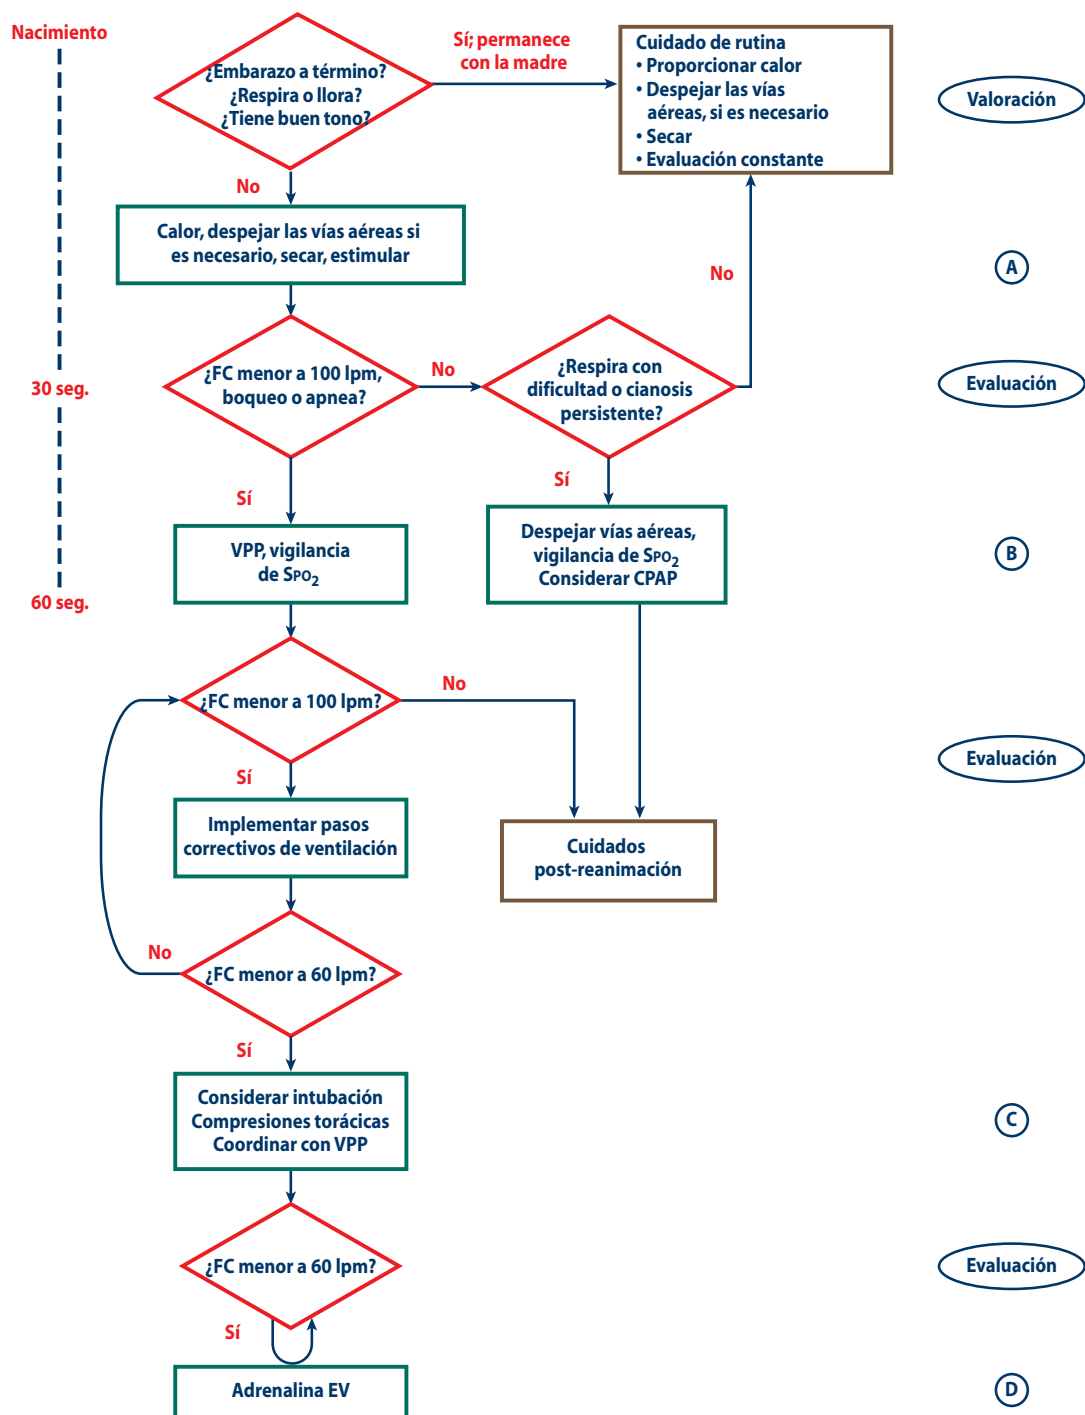 Nacimiento
¿Embarazo a término?
¿Respira o llora?
¿Tiene buen tono?
Sí; permanece
con la madre
Cuidado de rutina
• Proporcionar calor
• Despejar las vías
aéreas, si es necesario
• Secar
• Evaluación constante
Valoración
No
Calor, despejar las vías aéreas si
es necesario, secar, estimular
No
A
30 seg.
¿FC menor a 100 lpm,
boqueo o apnea?
No
¿Respira con
dificultad o cianosis
persistente?
Evaluación
Sí
Sí
VPP, vigilancia
de SPO2
Despejar vías aéreas,
vigilancia de SPO2
Considerar CPAP
B
60 seg.
¿FC menor a 100 lpm?
No
Evaluación
Sí
Implementar pasos
correctivos de ventilación
Cuidados
post-reanimación
No
¿FC menor a 60 lpm?
Sí
Considerar intubación
Compresiones torácicas
Coordinar con VPP
C
¿FC menor a 60 lpm?
Evaluación
Sí
Adrenalina EV
D